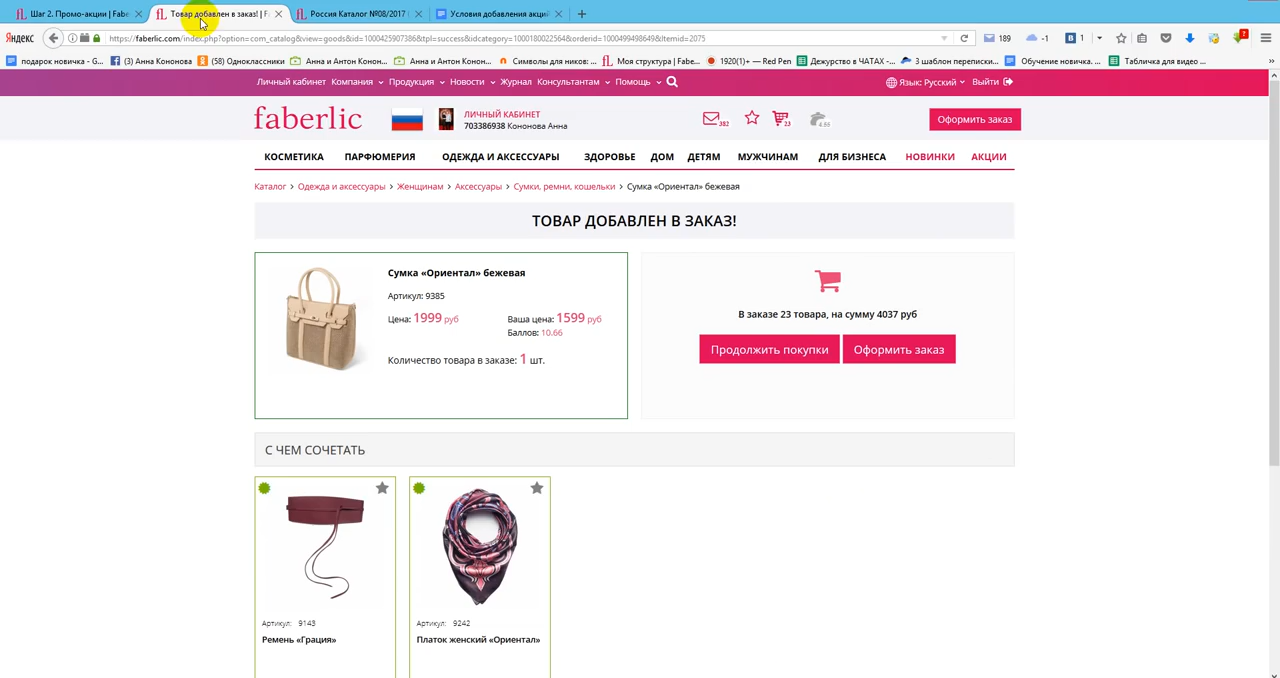 Шаг 2. Промо-акции | Fabe
Товар добавлен в заказ! | F
Россия Каталог №08/2017
Условия добавления акций
Яндекс
https://faberlic.com/index.php?option=com_catalog&view=goods&id=1000425907386&tpl=success&idcategory=1000180022564&orderid=1000499498649&Itemid=2075
189
-1
1
подарок новичка - G...
(3) Анна Кононова
(58) Одноклассники
Анна и Антон Конон...
Анна и Антон Конон...
Символы для ников: ...
Моя структура | Fabe...
1920(1)+ — Red Pen
Дежурство в ЧАТАХ -...
3 шаблон переписки...
Обучение новичка. ...
Табличка для видео ...
Личный кабинет Компания Продукция Новости Журнал Консультантам Помощь
Язык: Русский Выйти
faberlic
ЛИЧНЫЙ КАБИНЕТ
703386938 Кононова Анна
382
23
4.55
Оформить заказ
КОСМЕТИКА ПАРФЮМЕРИЯ ОДЕЖДА И АКСЕССУАРЫ ЗДОРОВЬЕ ДОМ ДЕТЯМ МУЖЧИНАМ ДЛЯ БИЗНЕСА НОВИНКИ АКЦИИ
Каталог > Одежда и аксессуары > Женщинам > Аксессуары > Сумки, ремни, кошельки > Сумка «Ориентал» бежевая
ТОВАР ДОБАВЛЕН В ЗАКАЗ!
Сумка «Ориентал» бежевая
Артикул: 9385
Цена: 1999 руб
Ваша цена: 1599 руб
Баллов: 10.66
Количество товара в заказе: 1 шт.
В заказе 23 товара, на сумму 4037 руб
Продолжить покупки
Оформить заказ
С ЧЕМ СОЧЕТАТЬ
Артикул: 9143
Ремень «Грация»
Артикул: 9242
Платок женский «Ориентал»